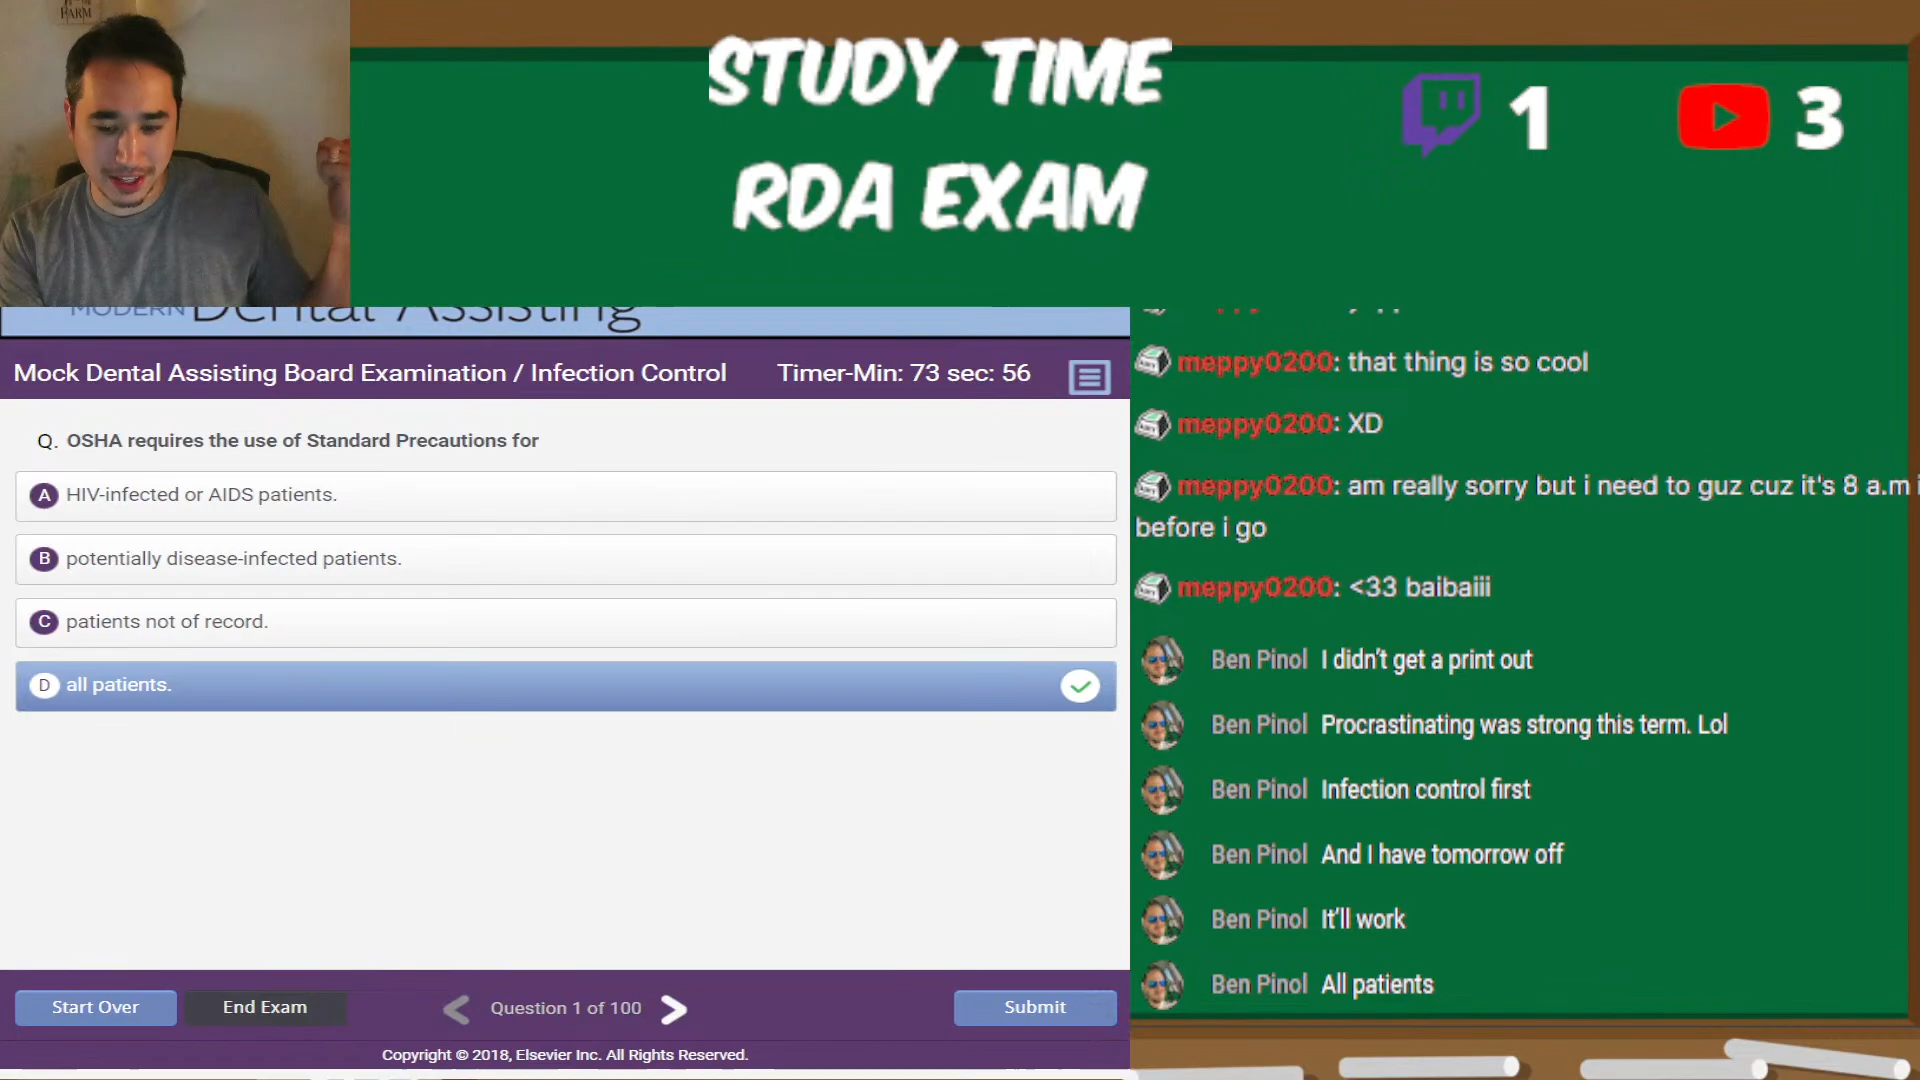 FARM
STUDY TIME
RDA EXAM
1
3
MODERN Dental Assisting
Mock Dental Assisting Board Examination / Infection Control
Timer-Min: 73 sec: 56
Q. OSHA requires the use of Standard Precautions for
A HIV-infected or AIDS patients.
B potentially disease-infected patients.
C patients not of record.
D all patients.
Start Over
End Exam
Question 1 of 100
Submit
Copyright © 2018, Elsevier Inc. All Rights Reserved.
meppy0200: that thing is so cool
meppy0200: XD
meppy0200: am really sorry but i need to guz cuz it's 8 a.m i
before i go
meppy0200: <33 baibaiii
Ben Pinol I didn't get a print out
Ben Pinol Procrastinating was strong this term. Lol
Ben Pinol Infection control first
Ben Pinol And I have tomorrow off
Ben Pinol It'll work
Ben Pinol All patients